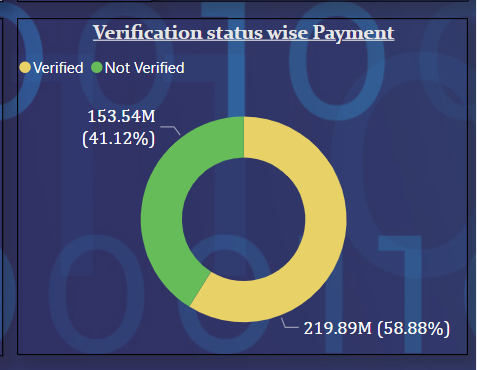 Verification status wise Payment
Verified Not Verified
153.54M
(41.12%)
219.89M (58.88%)